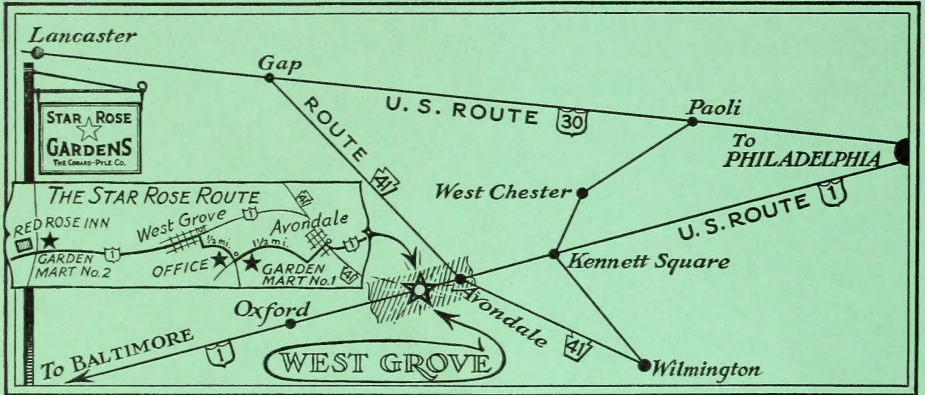 Lancaster
Gap
STAR ROSE
GARDENS
THE CONARD-PYLE CO.
ROUTE
41
U. S. ROUTE 30
Paoli
To
PHILADELPHIA
West Chester
U. S. ROUTE 1
Kennett Square
THE STAR ROSE ROUTE
41
1
RED ROSE INN
West Grove
Avondale
1
1/2 mi.
1 1/2 mi.
1
GARDEN
MART No. 2
OFFICE
GARDEN
MART No. 1
41
Avondale
41
Oxford
To BALTIMORE
1
WEST GROVE
Wilmington